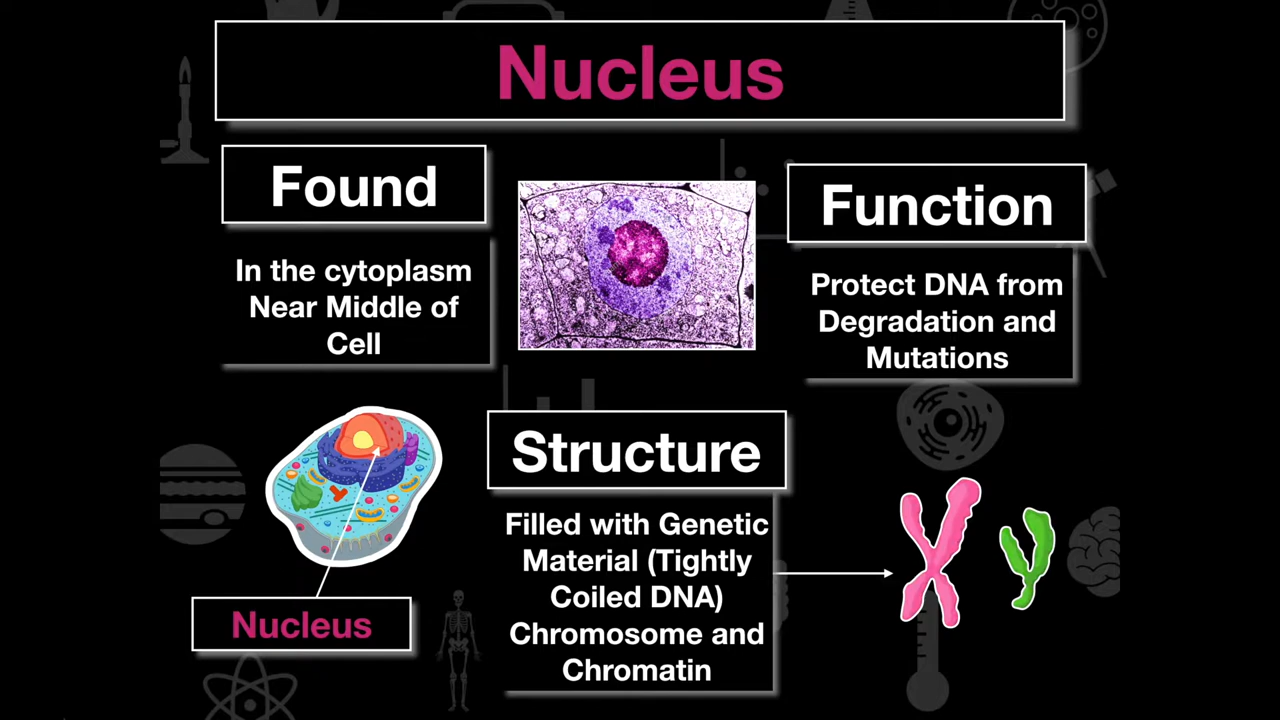 Nucleus
Found
In the cytoplasm
Near Middle of
Cell
Function
Protect DNA from
Degradation and
Mutations
Structure
Filled with Genetic
Material (Tightly
Coiled DNA)
Chromosome and
Chromatin
Nucleus